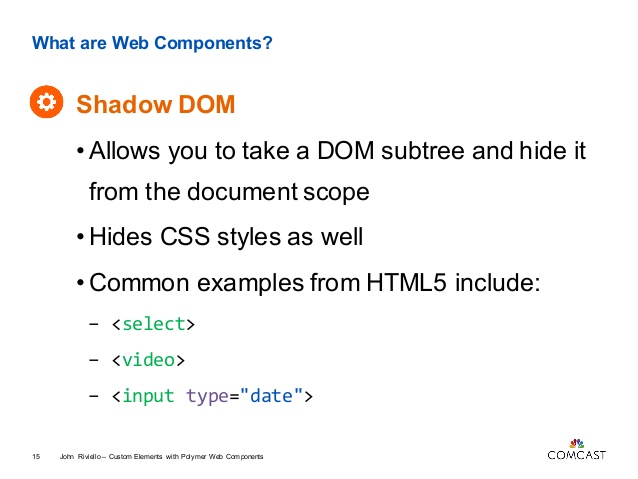 What are Web Components?
Shadow DOM
• Allows you to take a DOM subtree and hide it
from the document scope
• Hides CSS styles as well
• Common examples from HTML5 include:
– <select>
– <video>
– <input type="date">
15 John Riviello – Custom Elements with Polymer Web Components
COMCAST